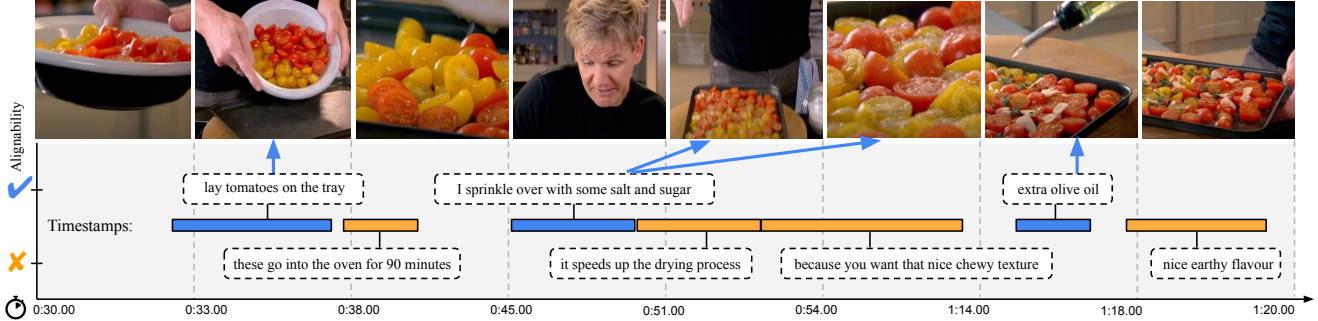 Alignability
lay tomatoes on the tray
I sprinkle over with some salt and sugar
extra olive oil
Timestamps:
these go into the oven for 90 minutes
it speeds up the drying process
because you want that nice chewy texture
nice earthy flavour
0:30.00 0:33.00 0:38.00 0:45.00 0:51.00 0:54.00 1:14.00 1:18.00 1:20.00